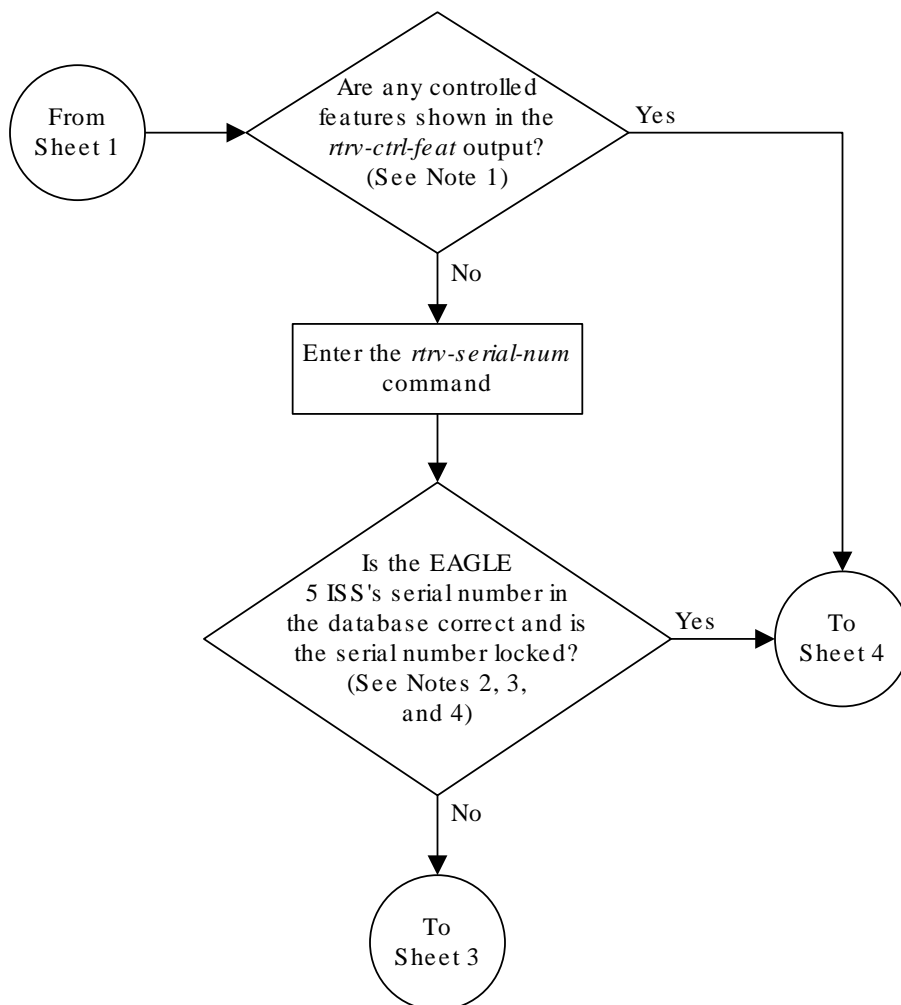 From
Sheet 1
Are any controlled
features shown in the
rtrv-ctrl-feat output?
(See Note 1)
Yes
No
Enter the rtrv-serial-num
command
Is the EAGLE
5 ISS's serial number in
the database correct and is
the serial number locked?
(See Notes 2, 3,
and 4)
Yes
To
Sheet 4
No
To
Sheet 3